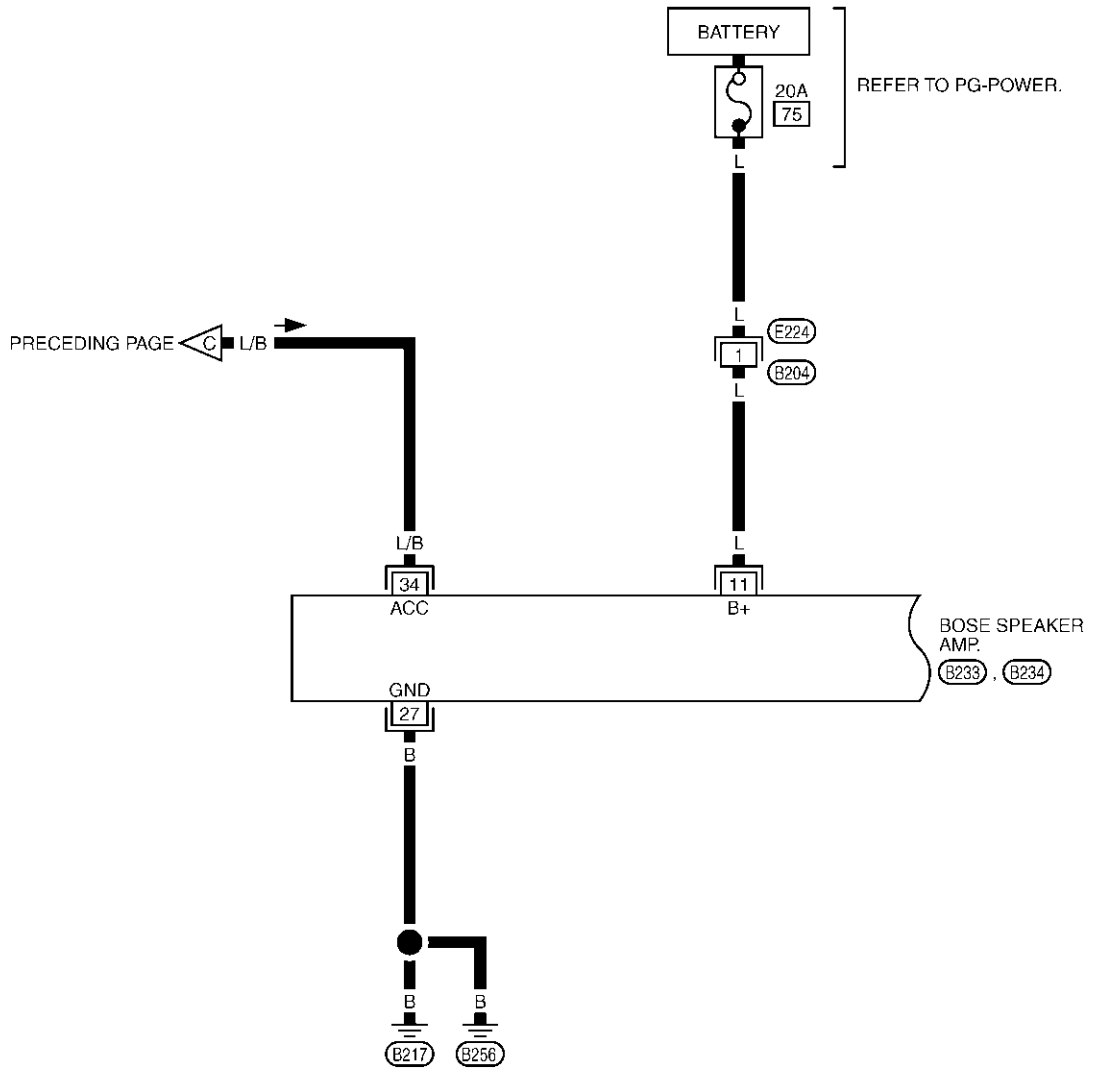 BATTERY
20A
75
REFER TO PG-POWER.
L
L
E224
1
B204
L
PRECEDING PAGE
C
L/B
L/B
L
34
11
ACC
B+
BOSE SPEAKER
AMP.
B233 , B234
GND
27
B
B
B
B217
B256